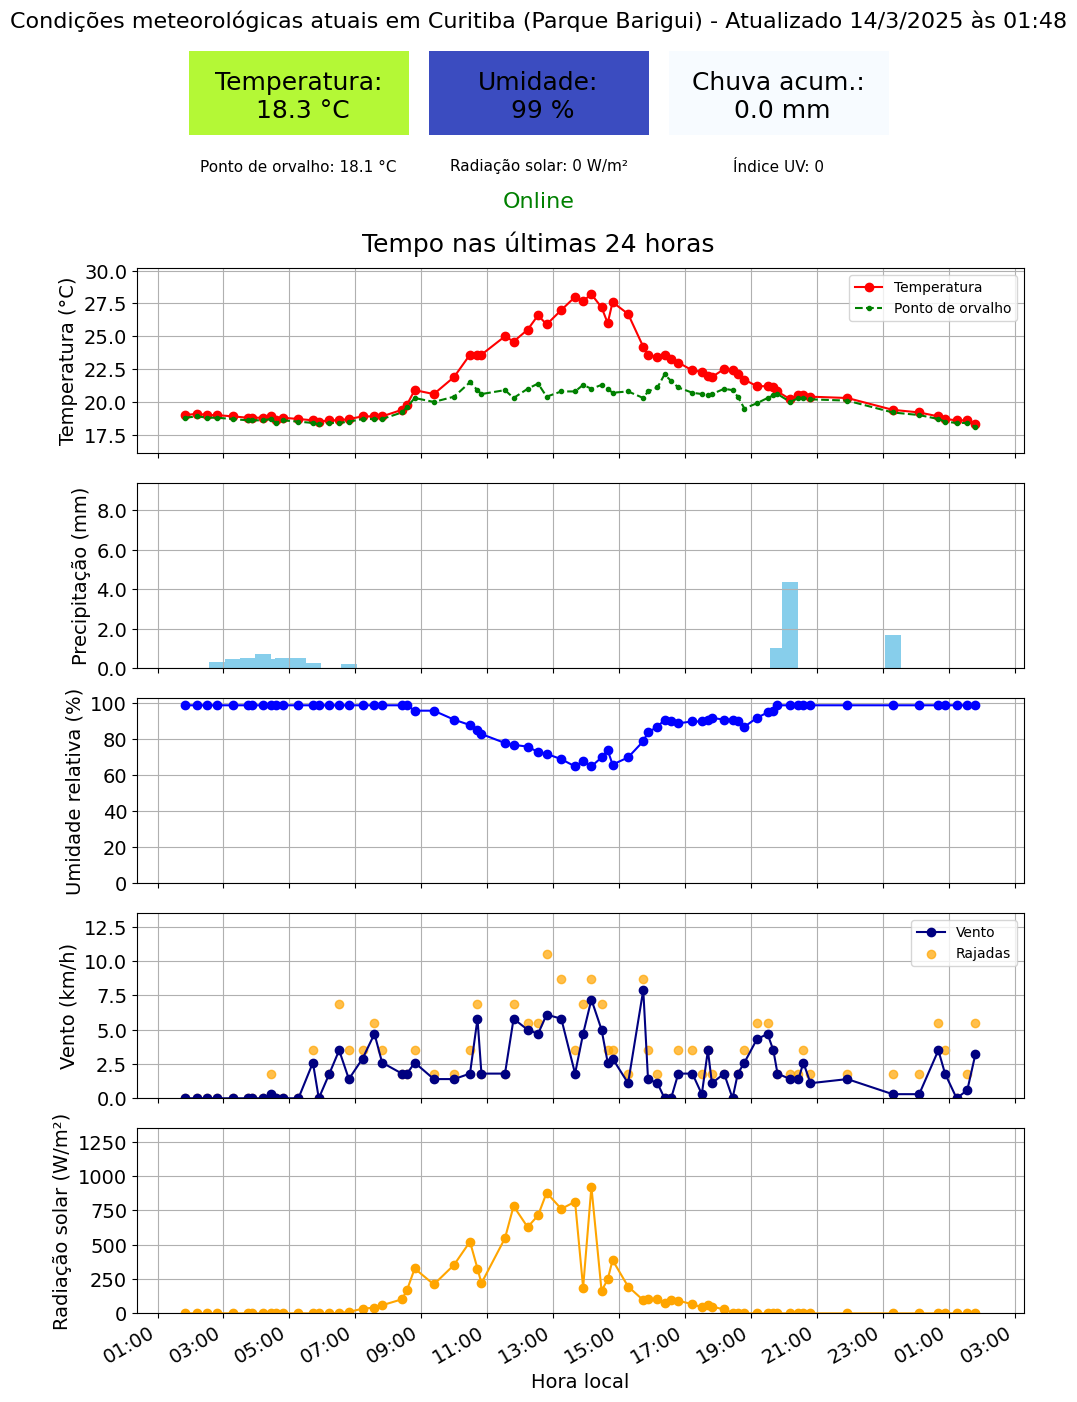 Condições meteorológicas atuais em Curitiba (Parque Barigui) - Atualizado 14/3/2025 às 01:48
Temperatura:
18.3 °C
Umidade:
99 %
Chuva acum.:
0.0 mm
Ponto de orvalho: 18.1 °C
Radiação solar: 0 W/m²
Índice UV: 0
Online
Tempo nas últimas 24 horas
Temperatura (°C)
30.0
27.5
25.0
22.5
20.0
17.5
Temperatura
Ponto de orvalho
Precipitação (mm)
8.0
6.0
4.0
2.0
0.0
Umidade relativa (%)
100
80
60
40
20
0
Vento (km/h)
12.5
10.0
7.5
5.0
2.5
0.0
Vento
Rajadas
Radiação solar (W/m²)
1250
1000
750
500
250
0
01:00
03:00
05:00
07:00
09:00
11:00
13:00
15:00
17:00
19:00
21:00
23:00
01:00
03:00
Hora local